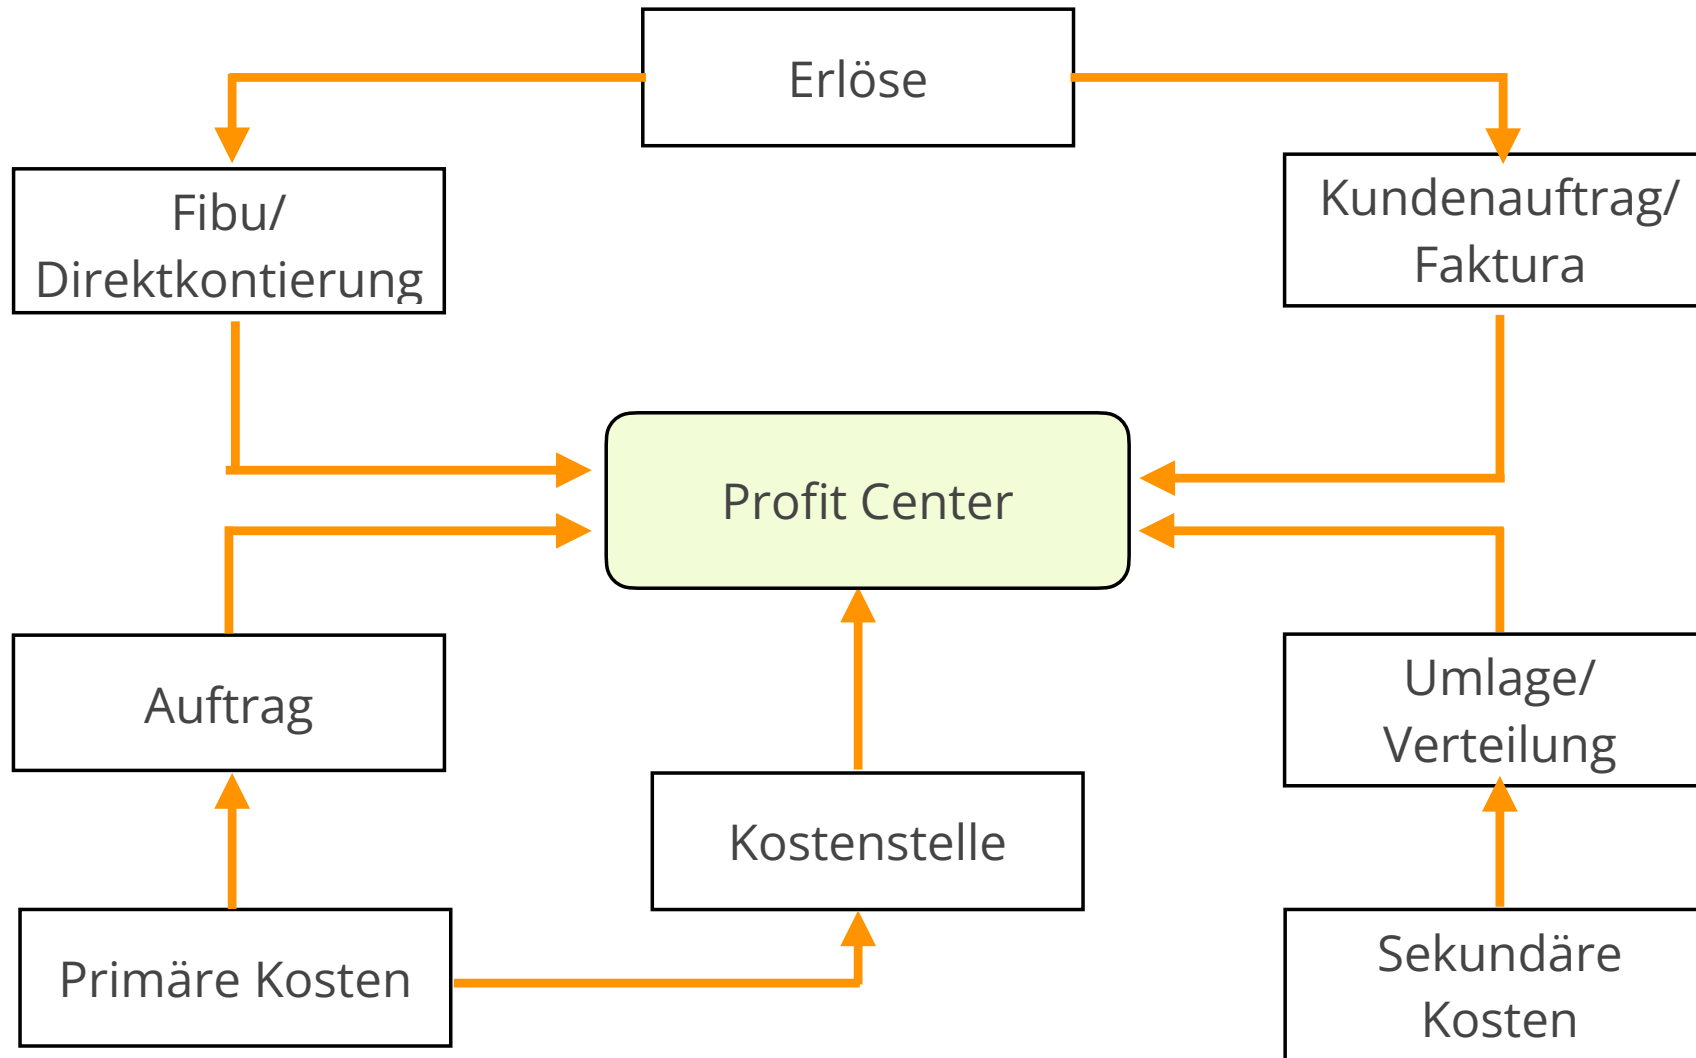 Erlöse
Fibu/
Direktkontierung
Kundenauftrag/
Faktura
Profit Center
Auftrag
Umlage/
Verteilung
Kostenstelle
Primäre Kosten
Sekundäre
Kosten